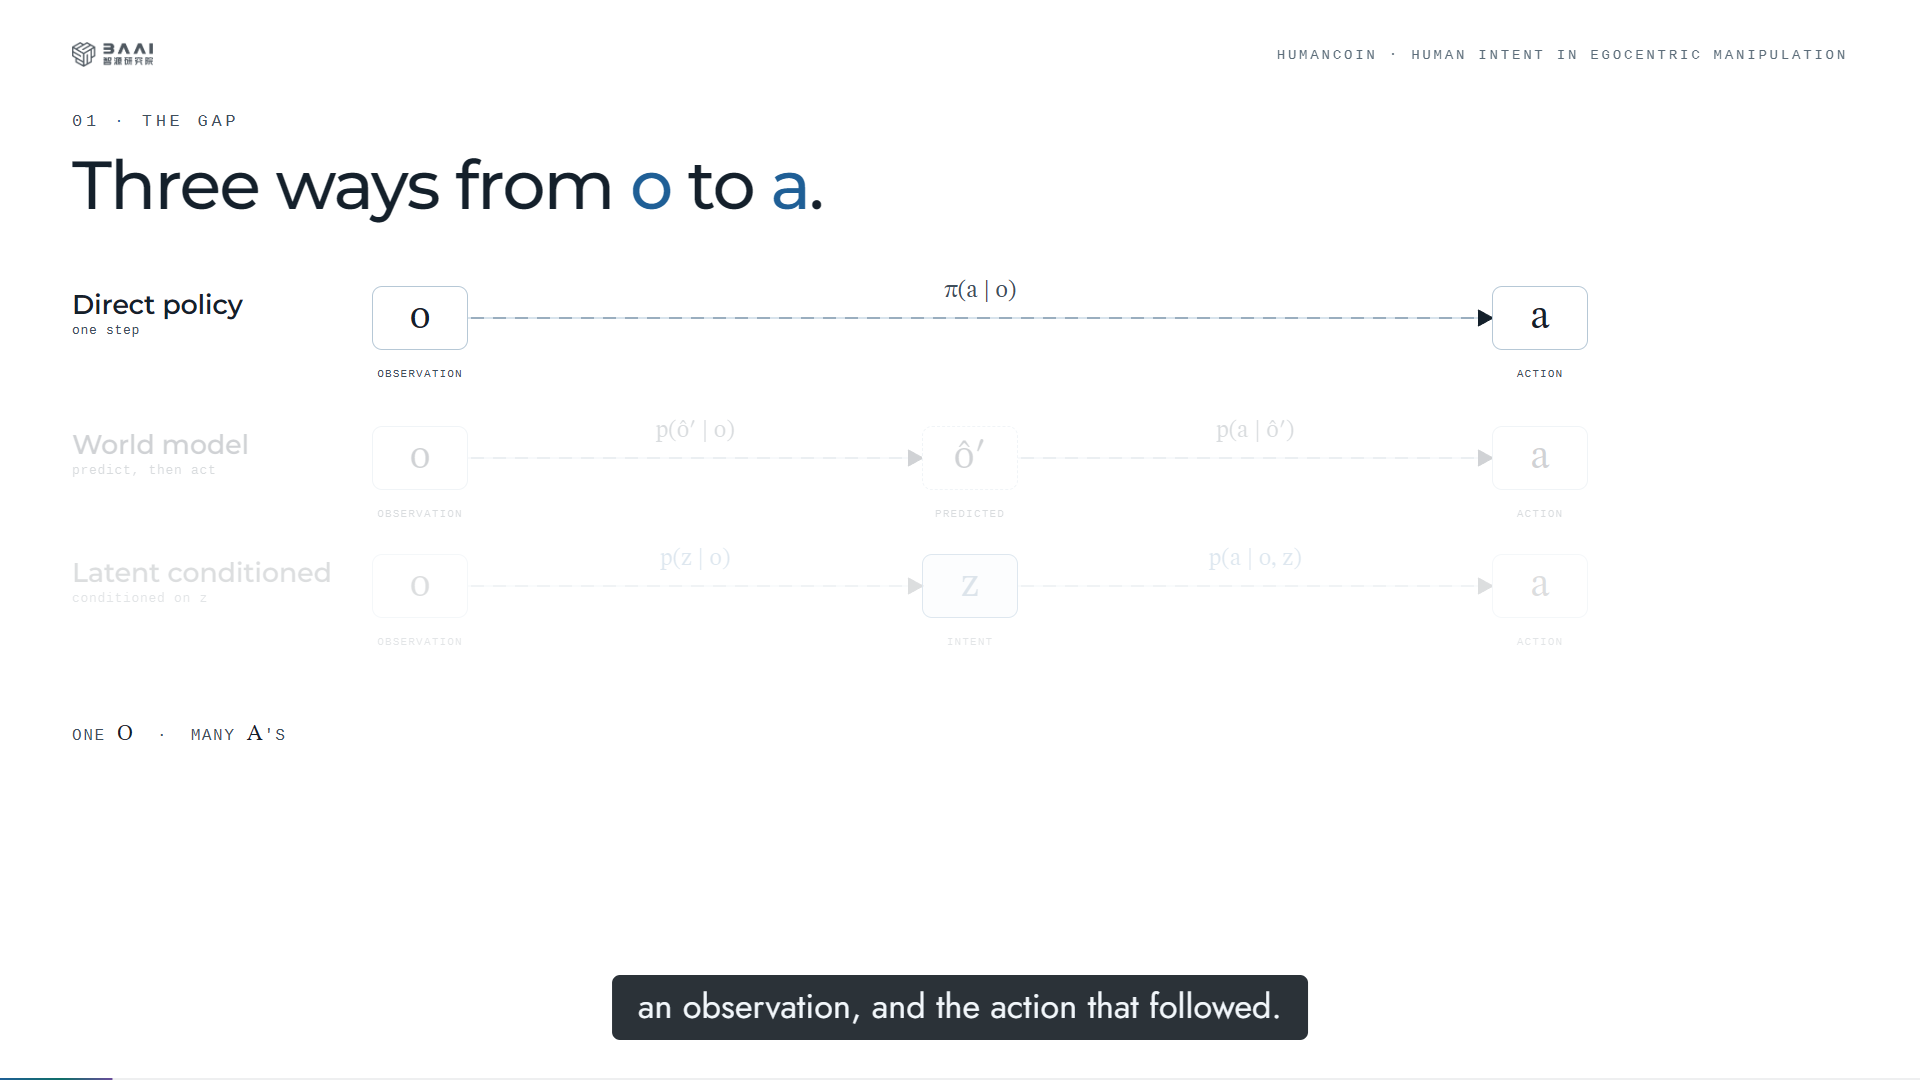 BAAI
智源研究院
HUMANCOIN · HUMAN INTENT IN EGOCENTRIC MANIPULATION
01 · THE GAP
Three ways from o to a.
Direct policy
one step
o
π(a | o)
a
OBSERVATION
ACTION
World model
predict, then act
o
p(ô′ | o)
ô′
p(a | ô′)
a
OBSERVATION
PREDICTED
ACTION
Latent conditioned
conditioned on z
o
p(z | o)
z
p(a | o, z)
a
OBSERVATION
INTENT
ACTION
ONE O · MANY A'S
an observation, and the action that followed.